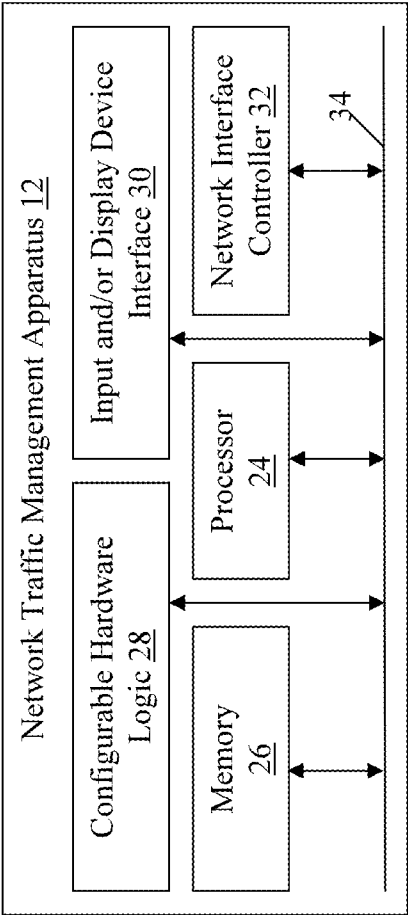 Network Traffic Management Apparatus 12
Configurable Hardware
Logic 28
Input and/or Display Device
Interface 30
Memory
26
Processor
24
Network Interface
Controller 32
34